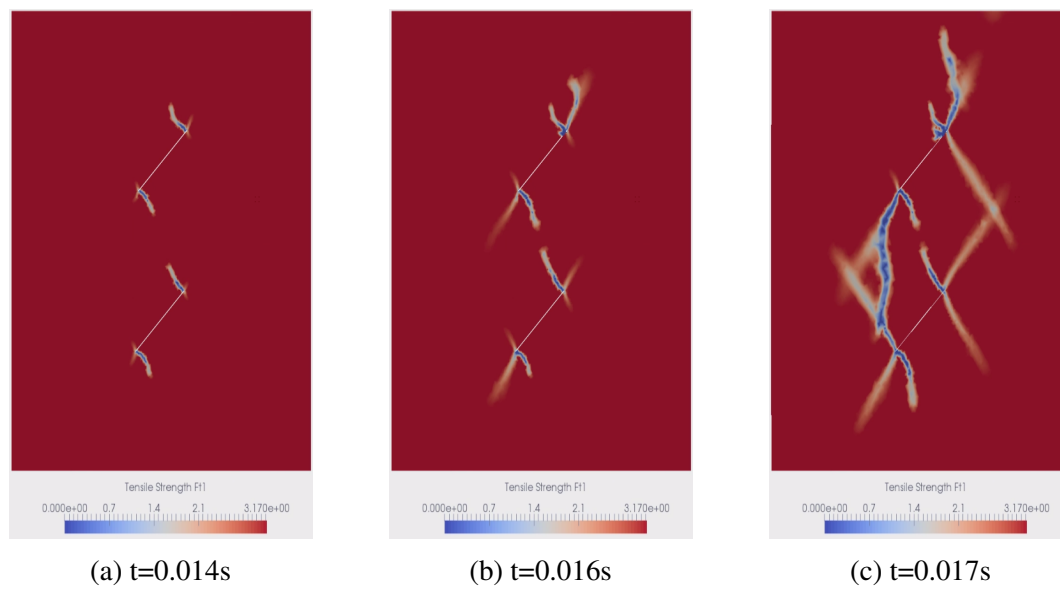 Tensile Strength Ft1
0.000e+00 0.7 1.4 2.1 3.170e+00
(a) t=0.014s
Tensile Strength Ft1
0.000e+00 0.7 1.4 2.1 3.170e+00
(b) t=0.016s
Tensile Strength Ft1
0.000e+00 0.7 1.4 2.1 3.170e+00
(c) t=0.017s